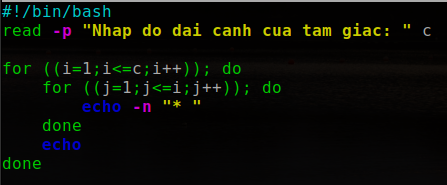 #!/bin/bash
read -p "Nhap do dai canh cua tam giac: " c

for ((i=1;i<=c;i++)); do
    for ((j=1;j<=i;j++)); do
        echo -n "* "
    done
    echo
done